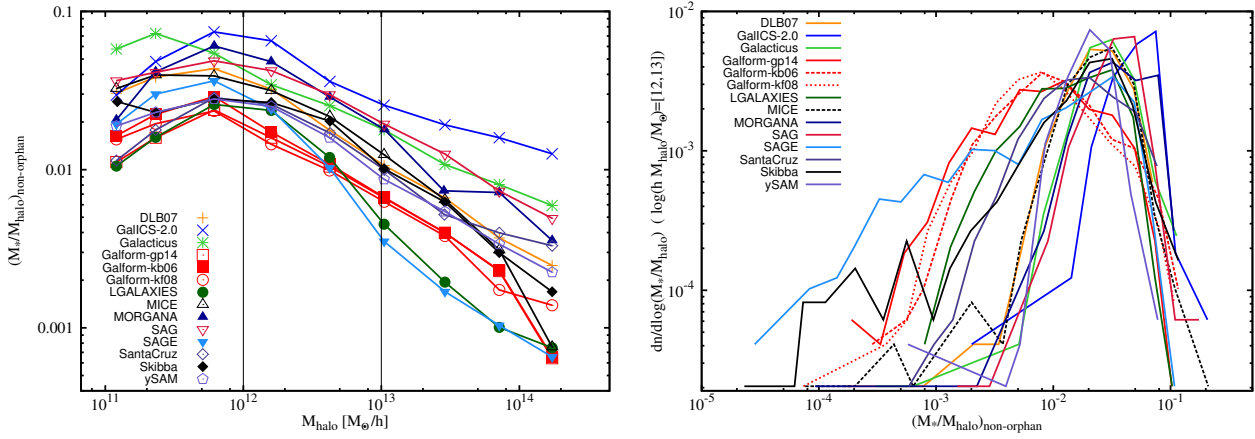 0.1
0.01
0.001
(M*/Mhalo)non-orphan
DLB07
GalICS-2.0
Galacticus
Galform-gp14
Galform-kb06
Galform-kf08
LGALAXIES
MICE
MORGANA
SAG
SAGE
SantaCruz
Skibba
ySAM
10^11
10^12
10^13
10^14
Mhalo [M⊙/h]
10^-2
10^-3
10^-4
dn/dlog(M*/Mhalo) ( log(h Mhalo/M⊙)=[12,13])
DLB07
GalICS-2.0
Galacticus
Galform-gp14
Galform-kb06
Galform-kf08
LGALAXIES
MICE
MORGANA
SAG
SAGE
SantaCruz
Skibba
ySAM
10^-4
10^-3
10^-2
10^-1
(M*/Mhalo)non-orphan